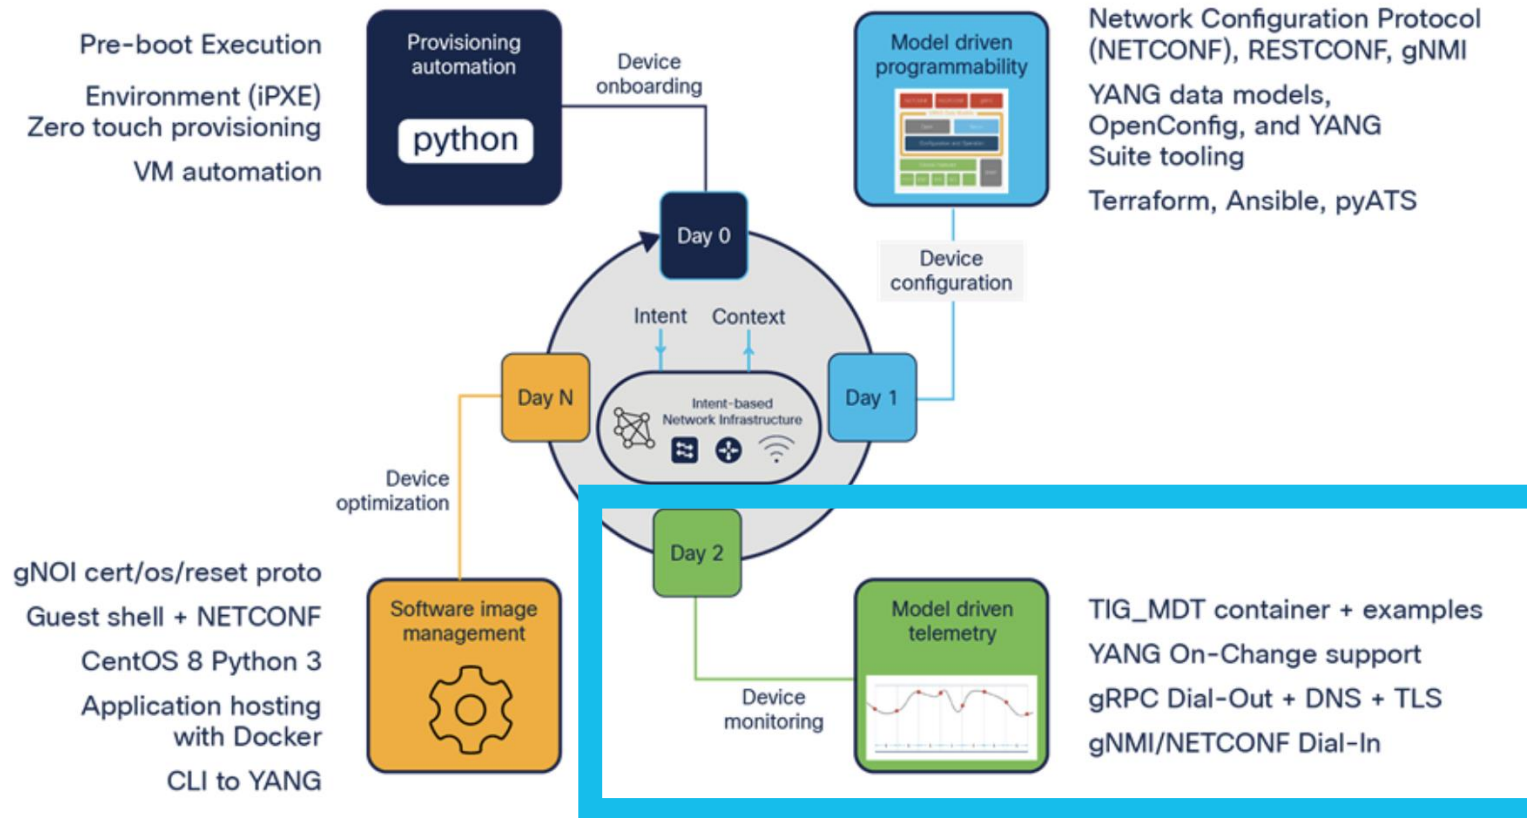 Pre-boot Execution
Environment (iPXE)
Zero touch provisioning
VM automation
Provisioning
automation
python
Device
onboarding
Model driven
programmability
Network Configuration Protocol
(NETCONF), RESTCONF, gNMI
YANG data models,
OpenConfig, and YANG
Suite tooling
Terraform, Ansible, pyATS
Day 0
Device
configuration
Intent
Context
Day N
Intent-based
Network Infrastructure
Day 1
Device
optimization
Day 2
gNOI cert/os/reset proto
Guest shell + NETCONF
CentOS 8 Python 3
Application hosting
with Docker
CLI to YANG
Software image
management
Device
monitoring
Model driven
telemetry
TIG_MDT container + examples
YANG On-Change support
gRPC Dial-Out + DNS + TLS
gNMI/NETCONF Dial-In